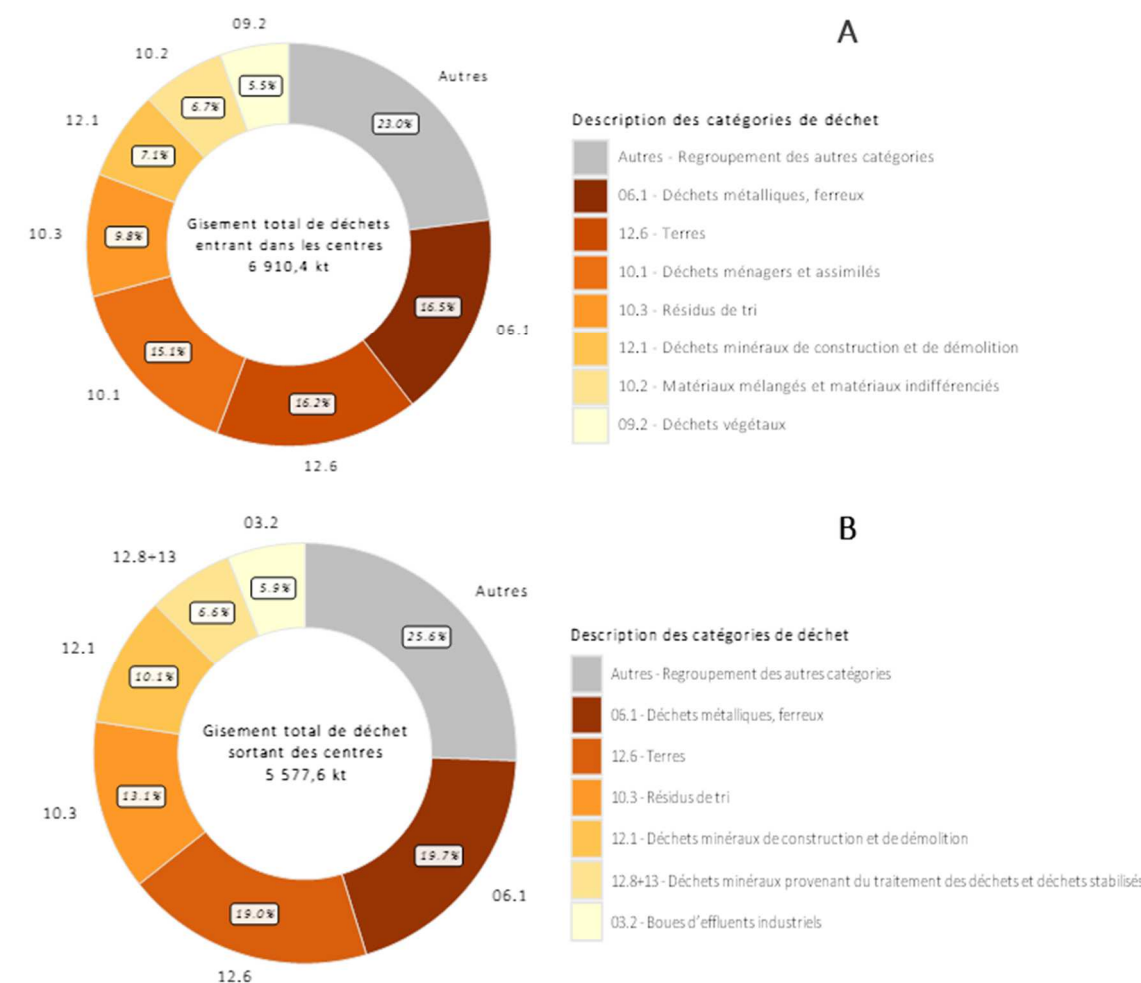 A
09.2
10.2
12.1
10.3
10.1
12.6
06.1
Autres
5.5%
6.7%
7.1%
9.8%
15.1%
16.2%
16.5%
23.0%
Gisement total de déchets
entrant dans les centres
6 910,4 kt
Description des catégories de déchet
Autres - Regroupement des autres catégories
06.1 - Déchets métalliques, ferreux
12.6 - Terres
10.1 - Déchets ménagers et assimilés
10.3 - Résidus de tri
12.1 - Déchets minéraux de construction et de démolition
10.2 - Matériaux mélangés et matériaux indifférenciés
09.2 - Déchets végétaux
B
03.2
12.8+13
12.1
10.3
12.6
06.1
Autres
5.9%
6.6%
10.1%
13.1%
19.0%
19.7%
25.6%
Gisement total de déchet
sortant des centres
5 577,6 kt
Description des catégories de déchet
Autres - Regroupement des autres catégories
06.1 - Déchets métalliques, ferreux
12.6 - Terres
10.3 - Résidus de tri
12.1 - Déchets minéraux de construction et de démolition
12.8+13 - Déchets minéraux provenant du traitement des déchets et déchets stabilisés
03.2 - Boues d'effluents industriels